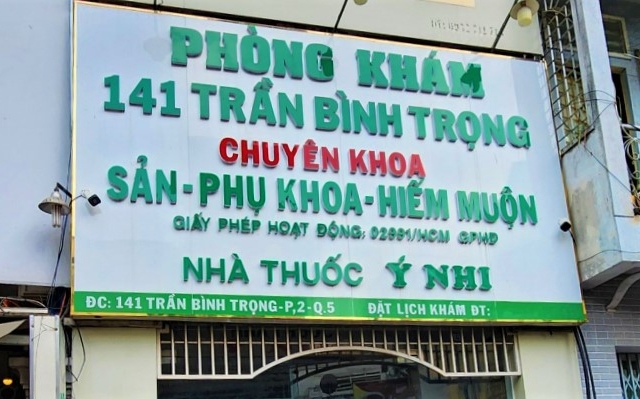 PHÒNG KHÁM
141 TRẦN BÌNH TRỌNG
CHUYÊN KHOA
SẢN-PHỤ KHOA-HIẾM MUỘN
GIẤY PHÉP HOẠT ĐỘNG: 02991/HCM GPHĐ
NHÀ THUỐC Ý NHI
ĐC: 141 TRẦN BÌNH TRỌNG-P,2-Q.5 ĐẶT LỊCH KHÁM ĐT: